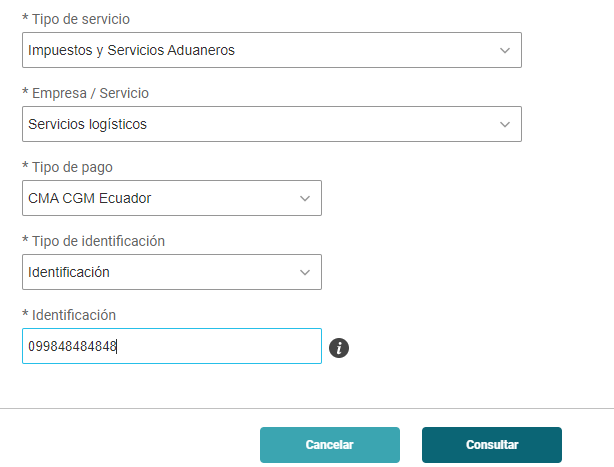 * Tipo de servicio
Impuestos y Servicios Aduaneros
* Empresa / Servicio
Servicios logísticos
* Tipo de pago
CMA CGM Ecuador
* Tipo de identificación
Identificación
* Identificación
099848484848
i
Cancelar Consultar